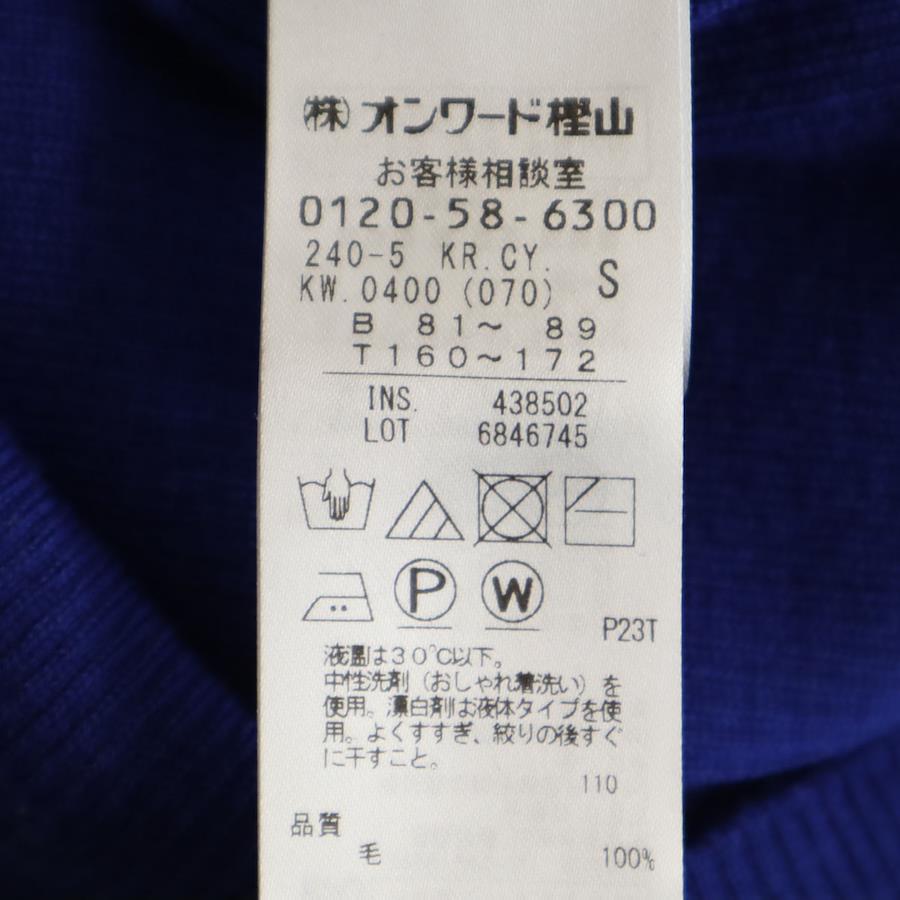 ㈱オンワード樫山
お客様相談室
0120-58-6300
240-5 KR.CY.
KW.0400 (070) S
B 81〜 89
T160〜172
INS. 438502
LOT 6846745
P W
P23T
液温は30℃以下。
中性洗剤（おしゃれ着洗い）を
使用。漂白剤は液体タイプを使
用。よくすすぎ、絞りの後すぐ
に干すこと。
110
品質
毛 100%